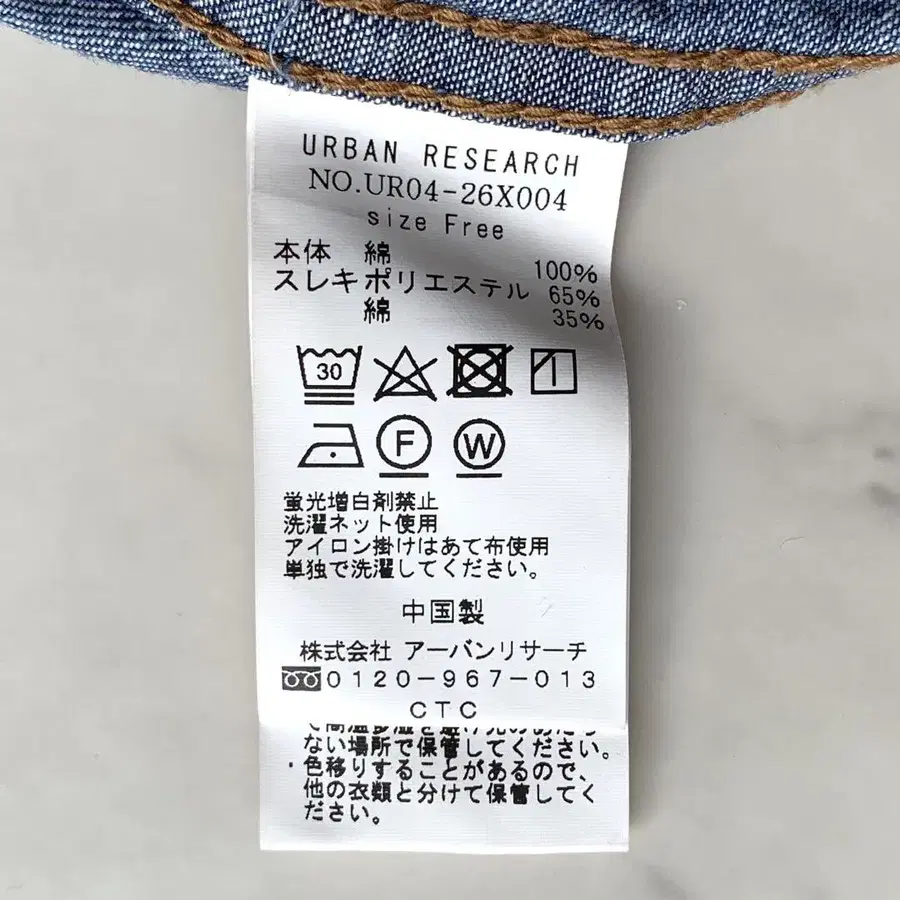 URBAN RESEARCH
NO.UR04-26X004
size Free
本体 綿 100%
スレキポリエステル 65%
綿 35%
30
F W
蛍光増白剤禁止
洗濯ネット使用
アイロン掛けはあて布使用
単独で洗濯してください。
中国製
株式会社 アーバンリサーチ
0120-967-013
CTC
ない場所で保管してください。
・色移りすることがあるので、
他の衣類と分けて保管してく
ださい。